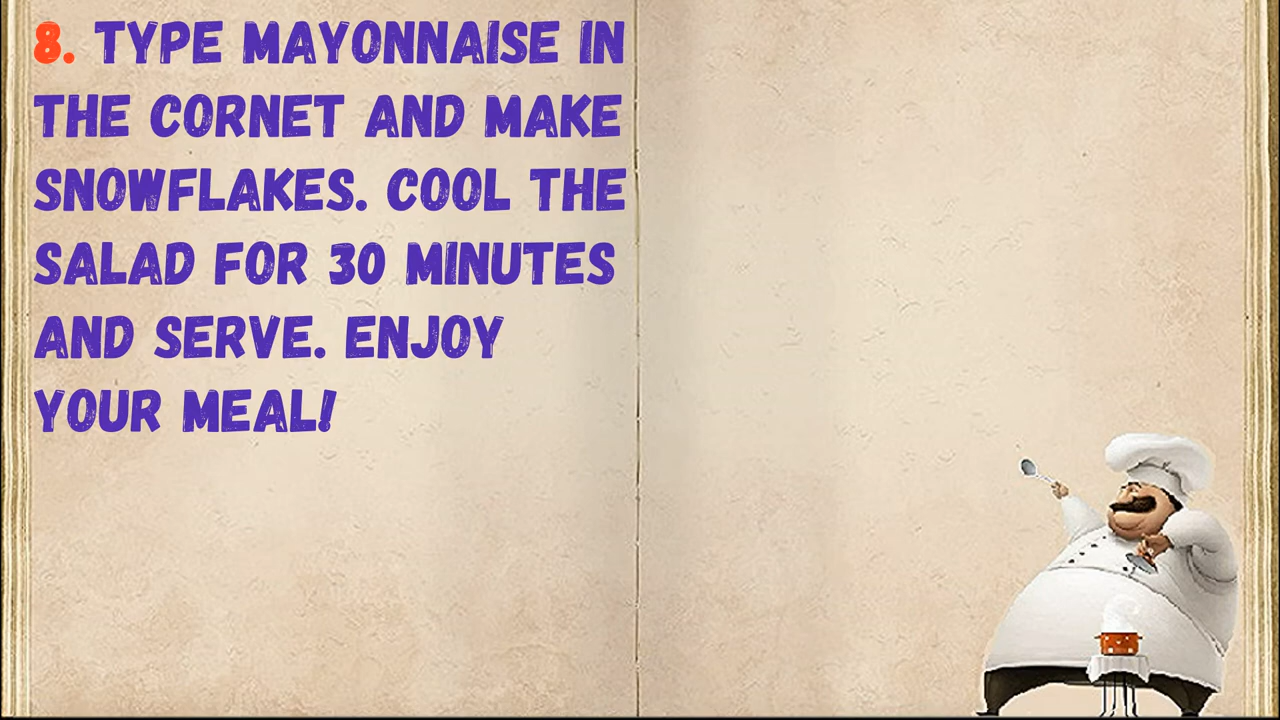 8. TYPE MAYONNAISE IN
THE CORNET AND MAKE
SNOWFLAKES. COOL THE
SALAD FOR 30 MINUTES
AND SERVE. ENJOY
YOUR MEAL!